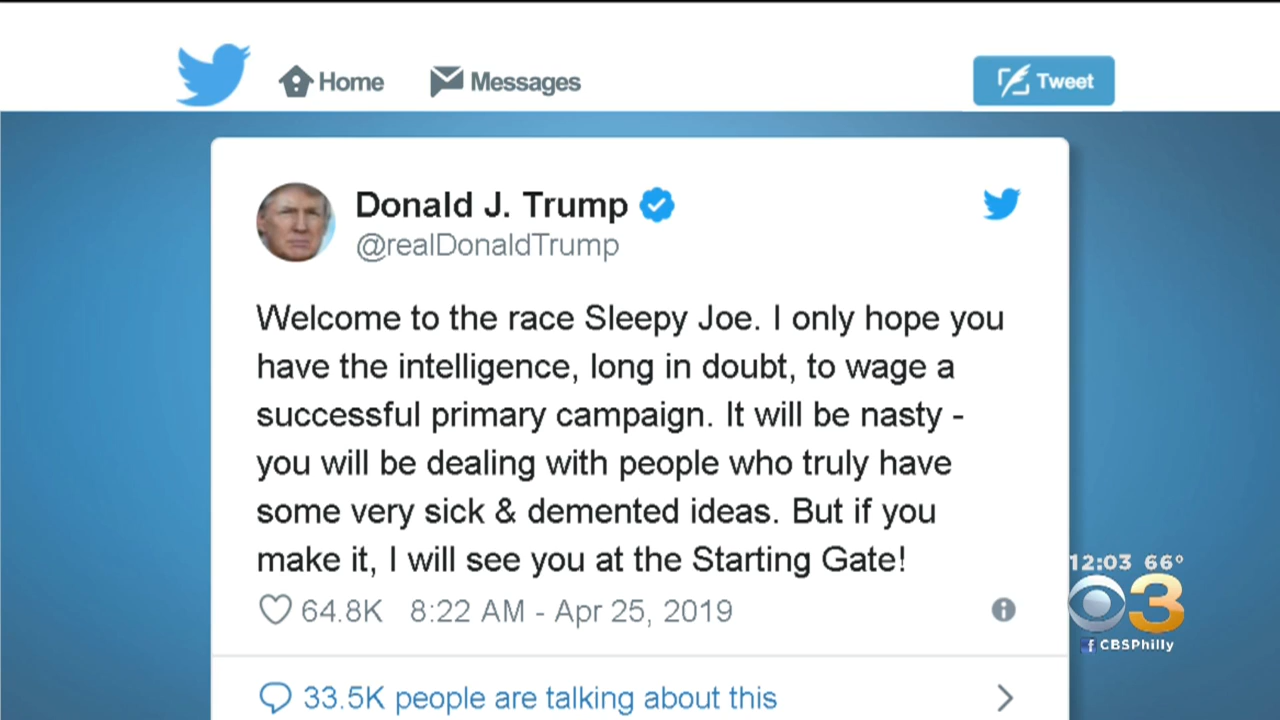 Home
Messages
Tweet
Donald J. Trump
@realDonaldTrump
Welcome to the race Sleepy Joe. I only hope you
have the intelligence, long in doubt, to wage a
successful primary campaign. It will be nasty -
you will be dealing with people who truly have
some very sick & demented ideas. But if you
make it, I will see you at the Starting Gate!
64.8K 8:22 AM - Apr 25, 2019
33.5K people are talking about this
12:03 66°
3
f CBSPhilly